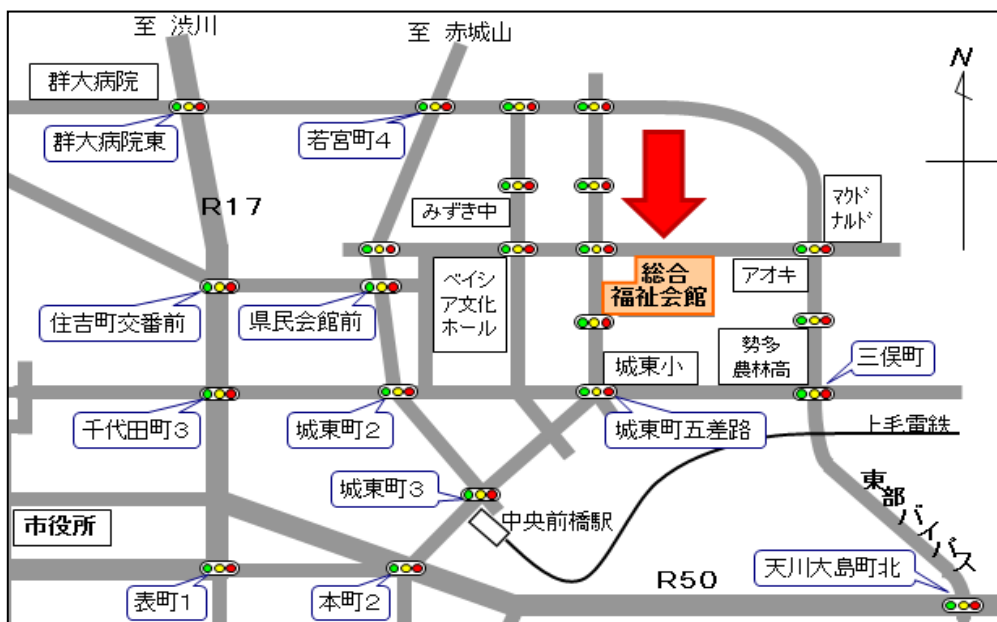 至 渋川
至 赤城山
N
群大病院
群大病院東
若宮町4
マクド
ナルド
みずき中
R17
ベイシ
ア文化
ホール
総合
福祉会館
アオキ
住吉町交番前
県民会館前
勢多
農林高
城東小
三俣町
千代田町3
城東町2
城東町五差路
上毛電鉄
城東町3
中央前橋駅
東部バイパス
市役所
天川大島町北
R50
表町1
本町2